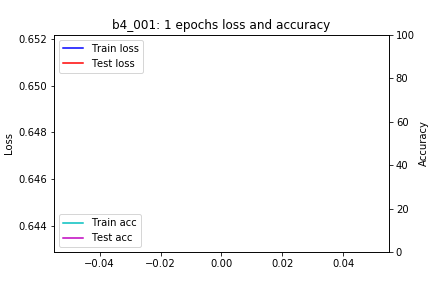 b4_001: 1 epochs loss and accuracy
0.652
0.650
0.648
0.646
0.644
Loss
Train loss
Test loss
Train acc
Test acc
100
80
60
40
20
0
Accuracy
−0.04
−0.02
0.00
0.02
0.04